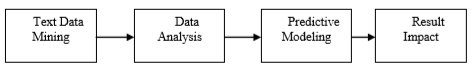 Text Data
Mining
Data
Analysis
Predictive
Modeling
Result
Impact